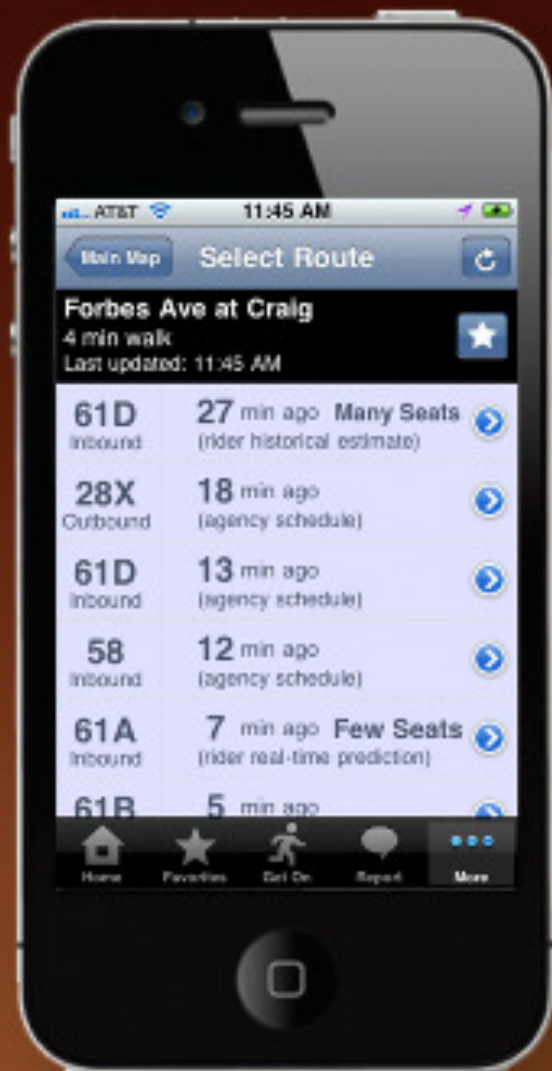 AT&T 11:45 AM
Main Map Select Route
Forbes Ave at Craig
4 min walk
Last updated: 11:45 AM
61D 27 min ago Many Seats
Inbound (rider historical estimate)
28X 18 min ago
Outbound (agency schedule)
61D 13 min ago
Inbound (agency schedule)
58 12 min ago
Inbound (agency schedule)
61A 7 min ago Few Seats
Inbound (rider real-time prediction)
61B 5 min ago
Home Favorites Get On Report More